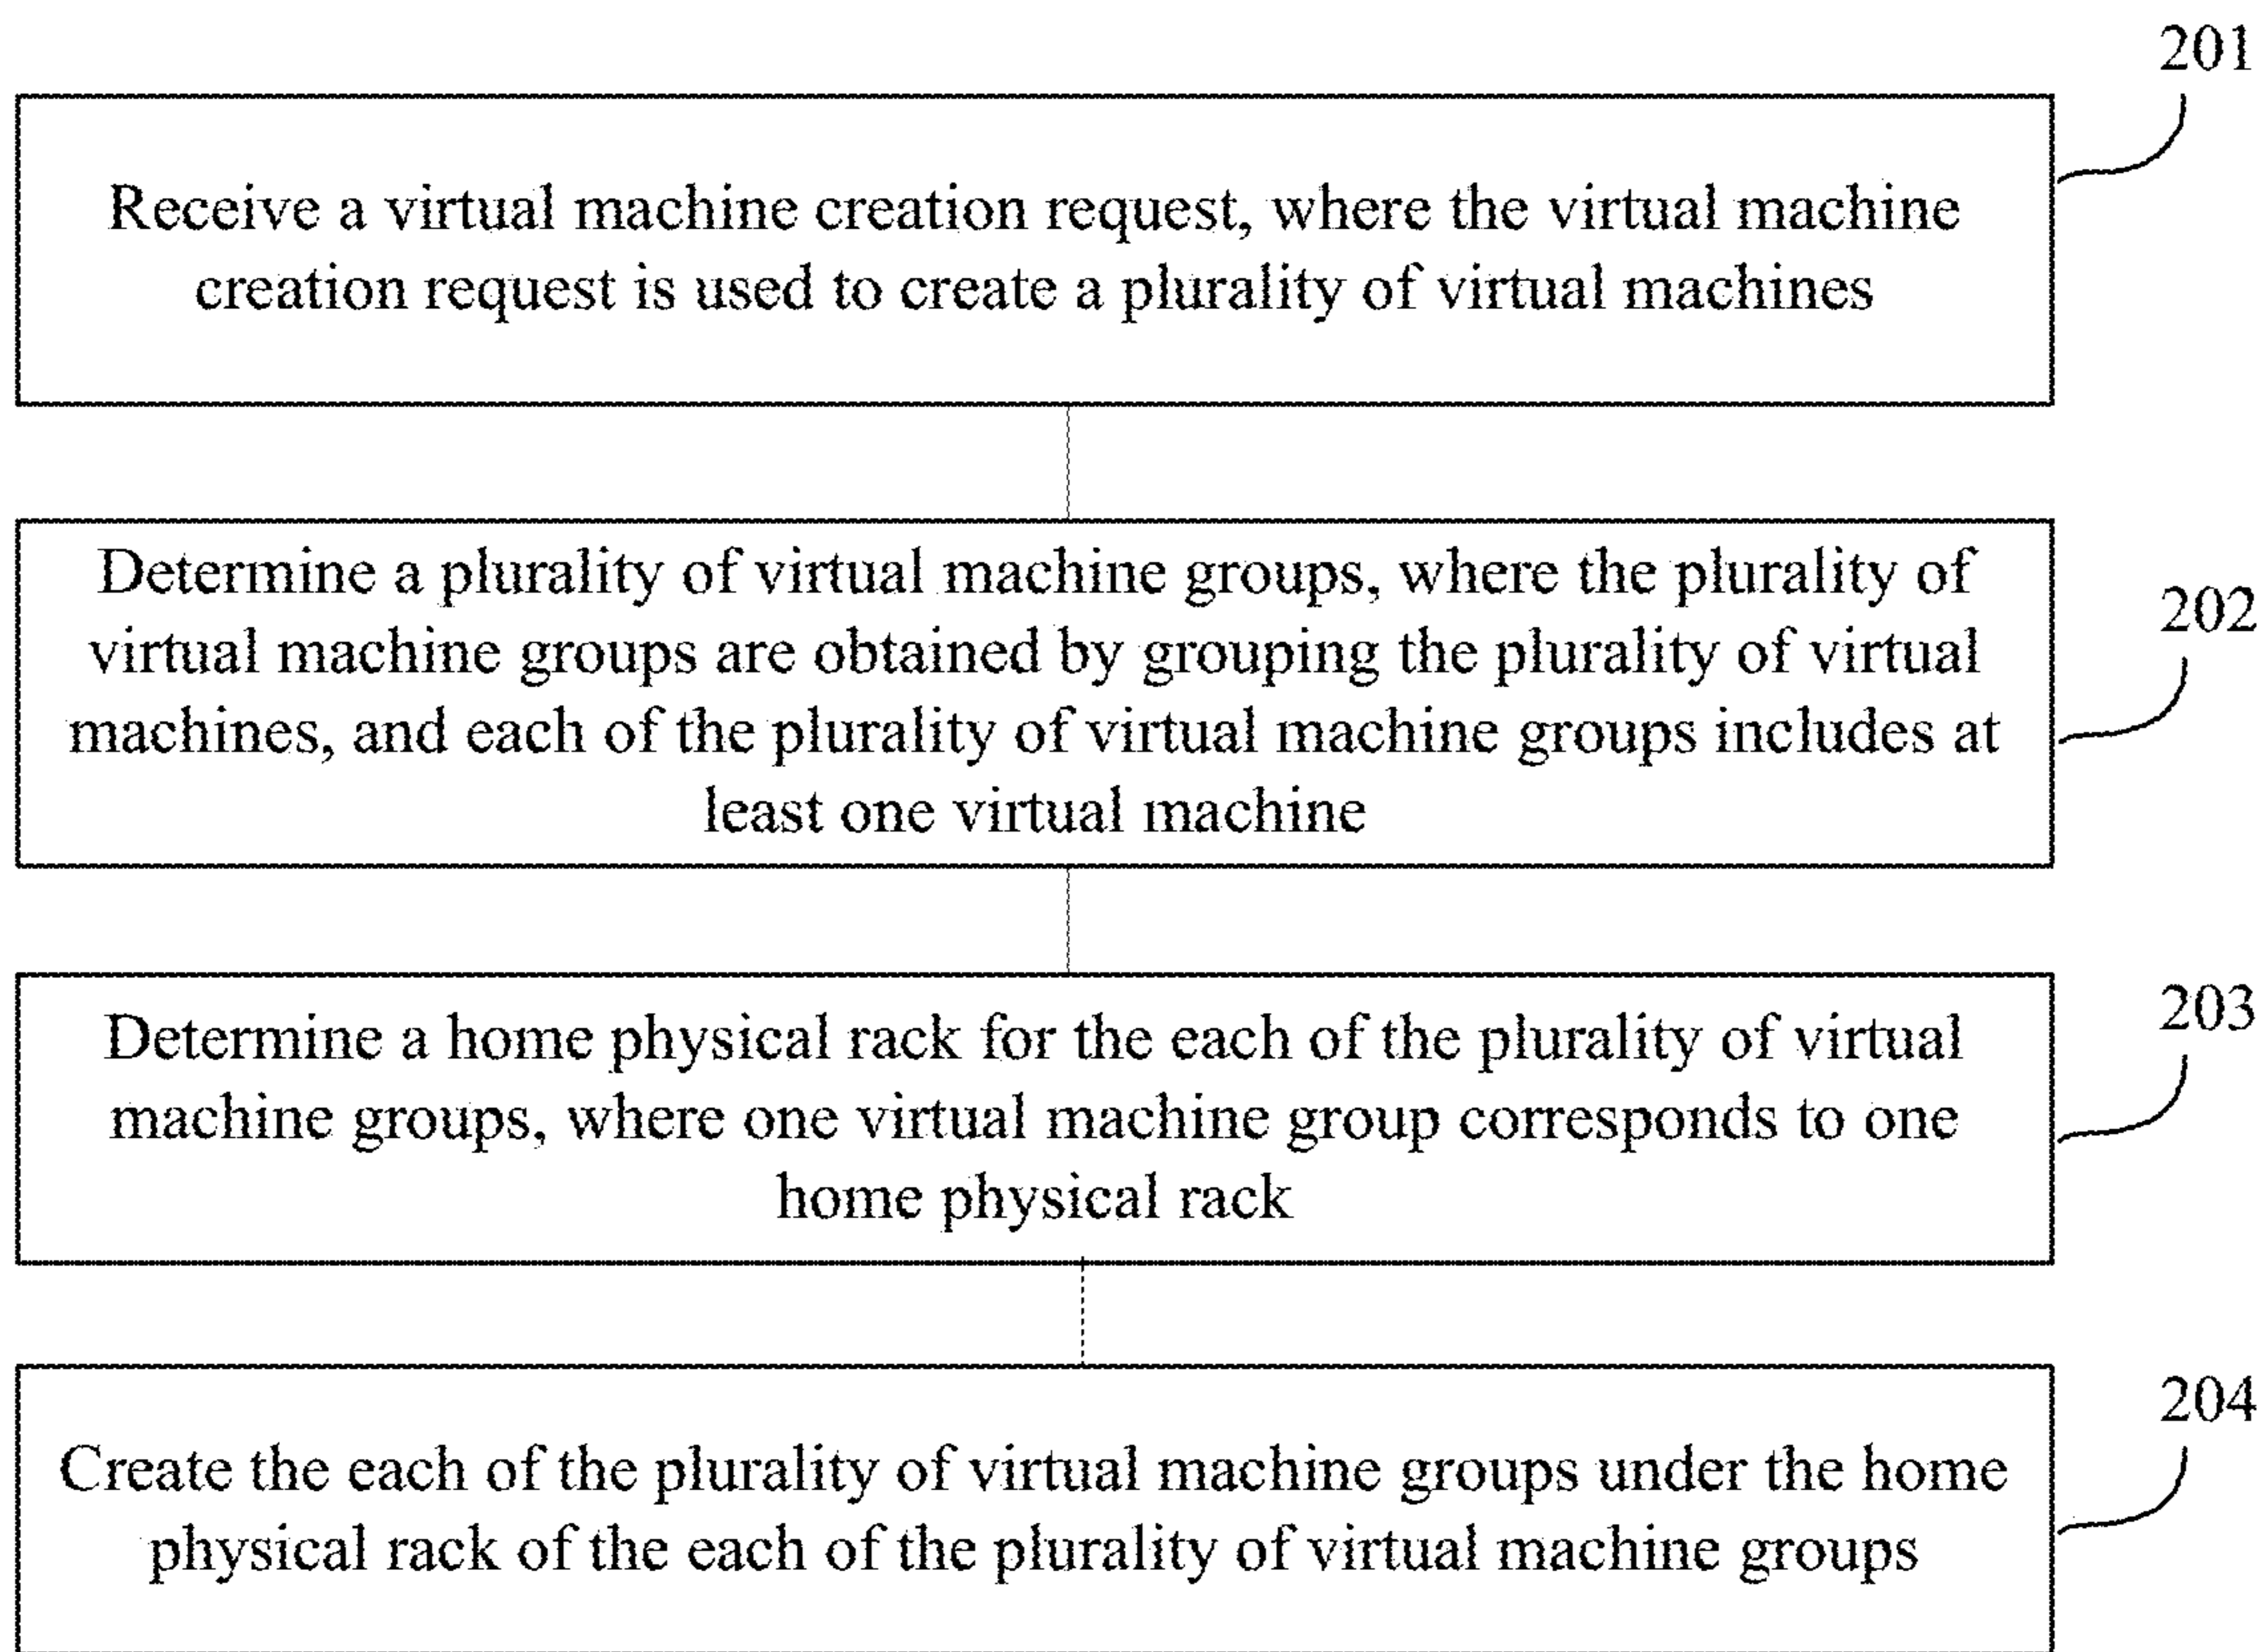 201
Receive a virtual machine creation request, where the virtual machine
creation request is used to create a plurality of virtual machines
202
Determine a plurality of virtual machine groups, where the plurality of
virtual machine groups are obtained by grouping the plurality of virtual
machines, and each of the plurality of virtual machine groups includes at
least one virtual machine
203
Determine a home physical rack for the each of the plurality of virtual
machine groups, where one virtual machine group corresponds to one
home physical rack
204
Create the each of the plurality of virtual machine groups under the home
physical rack of the each of the plurality of virtual machine groups